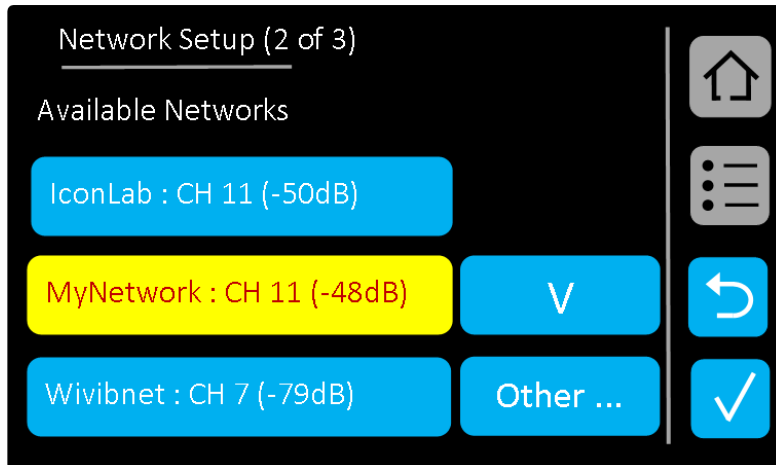 Network Setup (2 of 3)
Available Networks
IconLab : CH 11 (-50dB)
MyNetwork : CH 11 (-48dB)
V
Wivibnet : CH 7 (-79dB)
Other ...